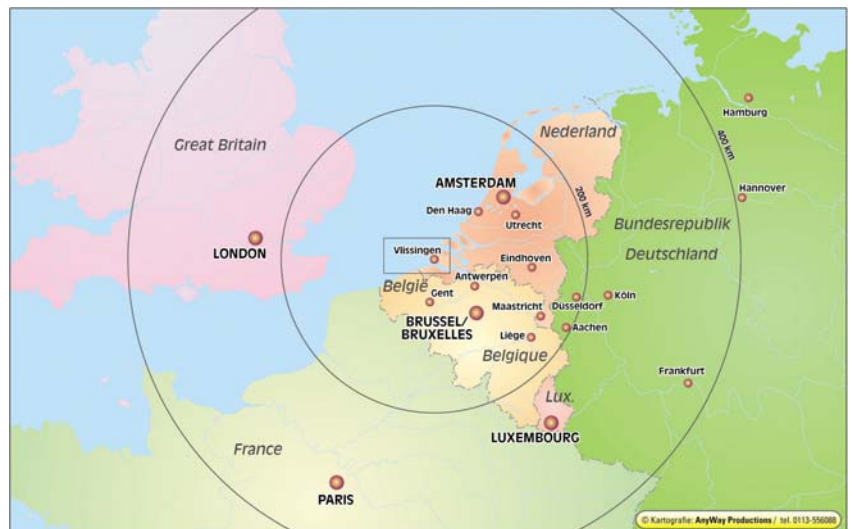 Hamburg
Great Britain
Nederland
400 km
AMSTERDAM
Hannover
200 km
Den Haag
Utrecht
Bundesrepublik
Deutschland
LONDON
Vlissingen
Eindhoven
Antwerpen
België
Gent
Düsseldorf
Köln
Maastricht
BRUSSEL/
BRUXELLES
Aachen
Liège
Belgique
Frankfurt
Lux.
LUXEMBOURG
France
PARIS
© Kartografie: AnyWay Productions / tel. 0113-556088